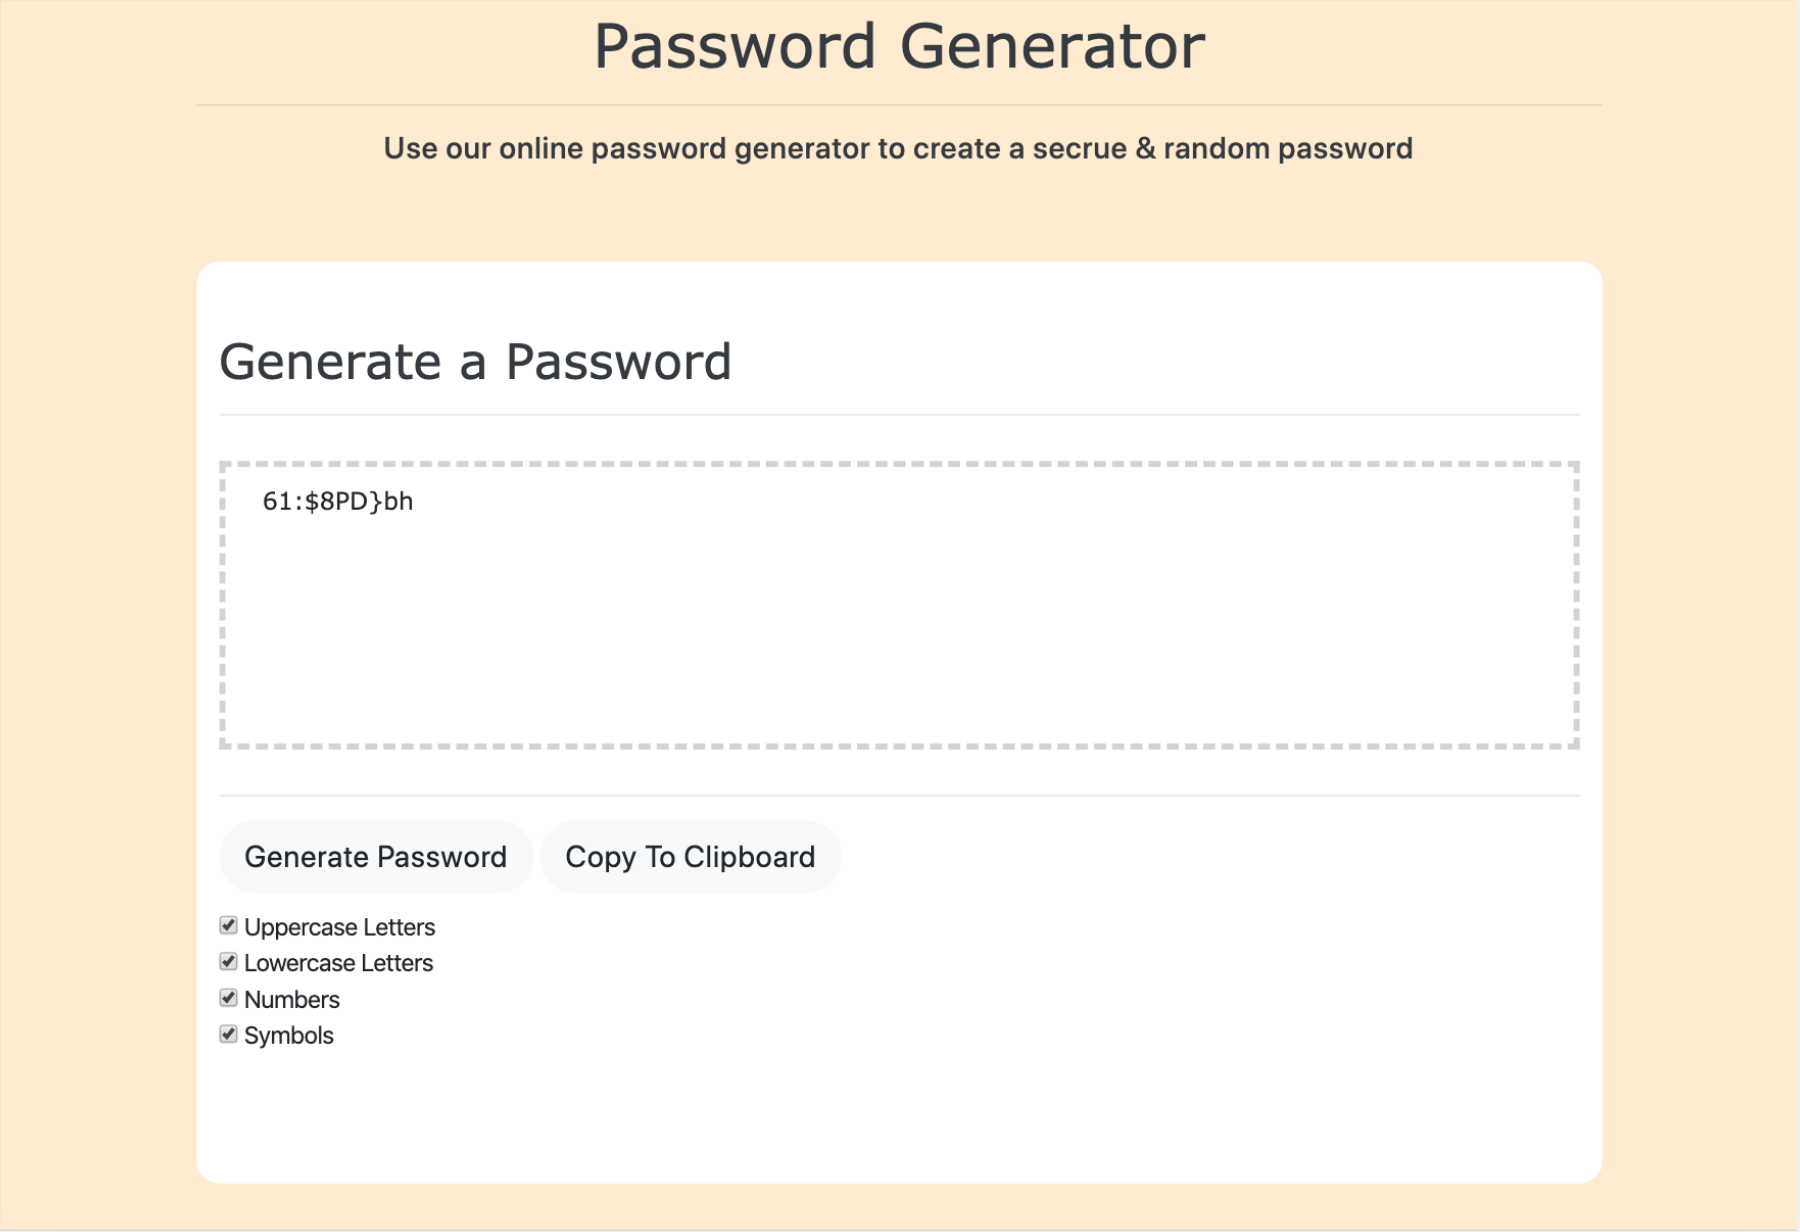 Password Generator
Use our online password generator to create a secrue & random password
Generate a Password
61:$8PD}bh
Generate Password
Copy To Clipboard
Uppercase Letters
Lowercase Letters
Numbers
Symbols